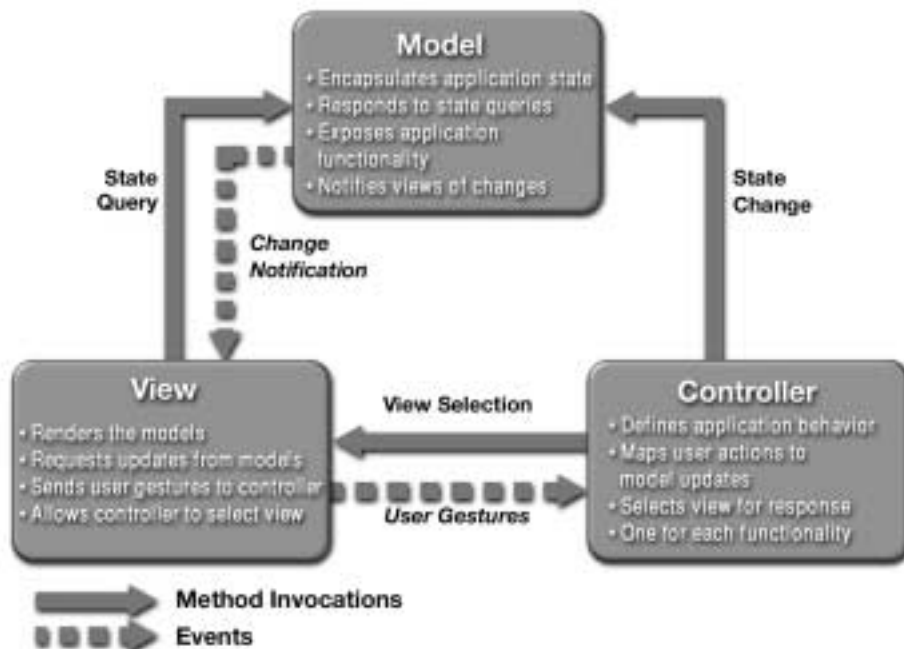 Model
• Encapsulates application state
• Responds to state queries
• Exposes application
functionality
• Notifies views of changes
State
Query
State
Change
Change
Notification
View
• Renders the models
• Requests updates from models
• Sends user gestures to controller
• Allows controller to select view
View Selection
User Gestures
Controller
• Defines application behavior
• Maps user actions to
model updates
• Selects view for response
• One for each functionality
Method Invocations
Events